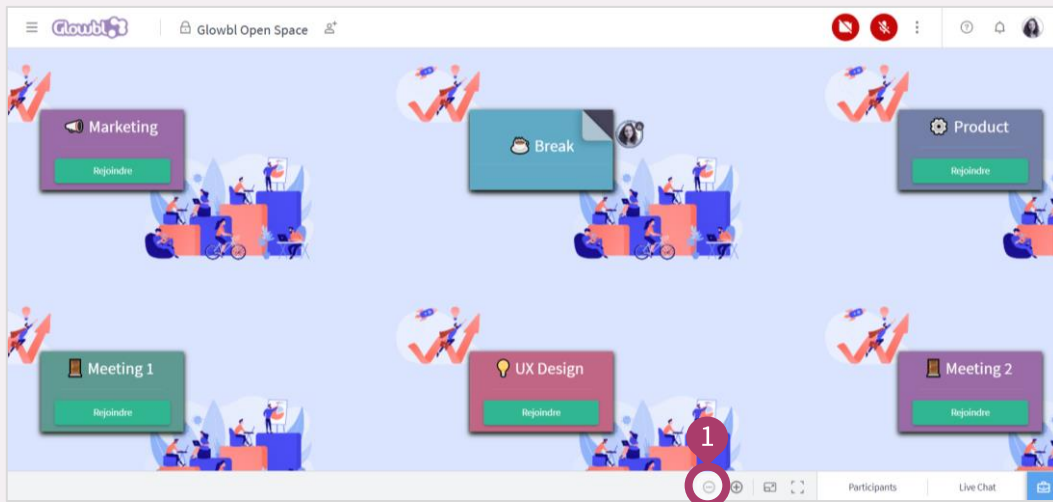 Glowbl
Glowbl Open Space
Marketing
Rejoindre
Break
Product
Rejoindre
Meeting 1
Rejoindre
UX Design
Rejoindre
Meeting 2
Rejoindre
1
Participants
Live Chat